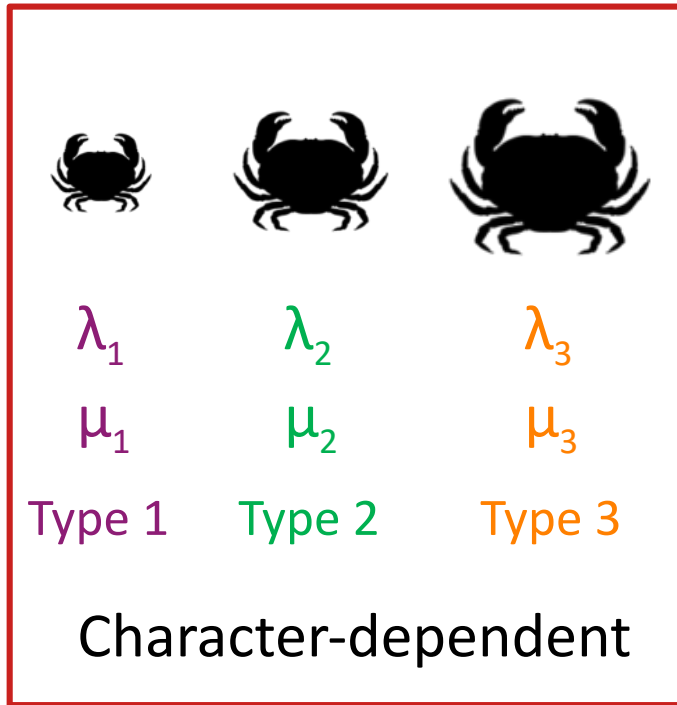 λ₁ λ₂ λ₃
μ₁ μ₂ μ₃
Type 1 Type 2 Type 3
Character-dependent